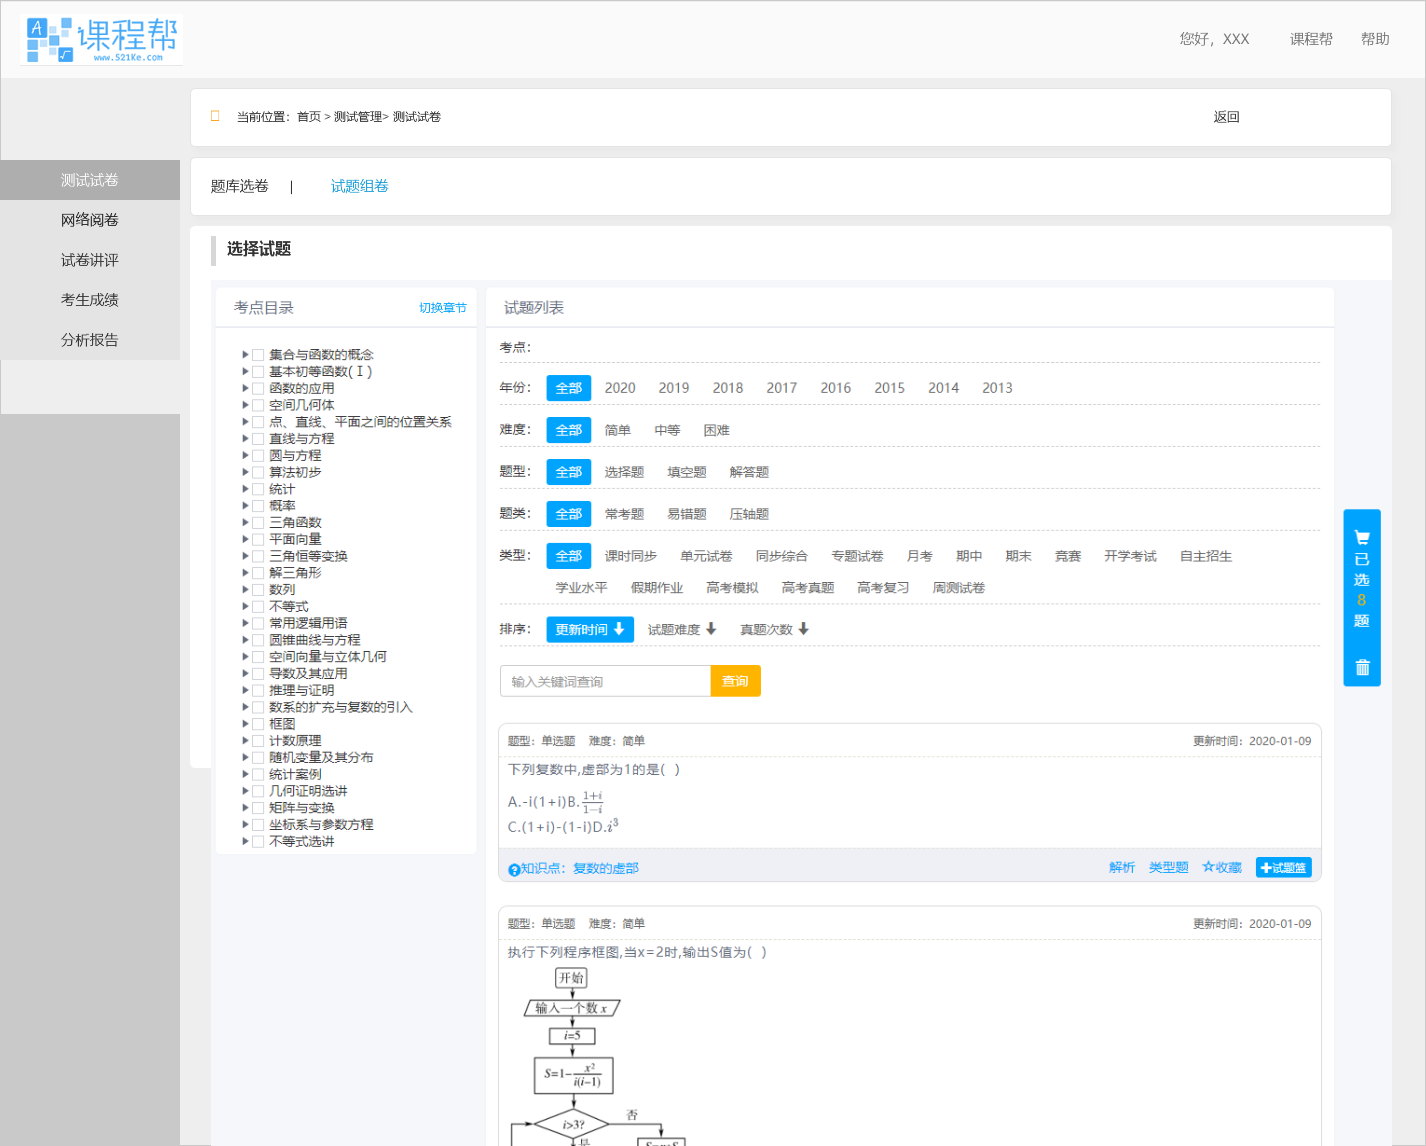 A
√
课程帮
www.521Ke.com
您好，XXX 课程帮 帮助
当前位置：首页 > 测试管理> 测试试卷 返回
测试试卷
网络阅卷
试卷讲评
考生成绩
分析报告
题库选卷 | 试题组卷
选择试题
考点目录 切换章节
集合与函数的概念
基本初等函数(Ⅰ)
函数的应用
空间几何体
点、直线、平面之间的位置关系
直线与方程
圆与方程
算法初步
统计
概率
三角函数
平面向量
三角恒等变换
解三角形
数列
不等式
常用逻辑用语
圆锥曲线与方程
空间向量与立体几何
导数及其应用
推理与证明
数系的扩充与复数的引入
框图
计数原理
随机变量及其分布
统计案例
几何证明选讲
矩阵与变换
坐标系与参数方程
不等式选讲
试题列表
考点：
年份： 全部 2020 2019 2018 2017 2016 2015 2014 2013
难度： 全部 简单 中等 困难
题型： 全部 选择题 填空题 解答题
题类： 全部 常考题 易错题 压轴题
类型： 全部 课时同步 单元试卷 同步综合 专题试卷 月考 期中 期末 竞赛 开学考试 自主招生
学业水平 假期作业 高考模拟 高考真题 高考复习 周测试卷
排序： 更新时间 试题难度 真题次数
输入关键词查询 查询
题型：单选题 难度：简单 更新时间：2020-01-09
下列复数中,虚部为1的是( )
A.-i(1+i)B.\frac{1+i}{1-i}
C.(1+i)-(1-i)D.i³
知识点：复数的虚部 解析 类型题 ☆收藏 ✚试题篮
题型：单选题 难度：简单 更新时间：2020-01-09
执行下列程序框图,当x=2时,输出S值为( )
开始
输入一个数 x
i=5
S=1-\frac{x²}{i(i-1)}
i>3?
否
是
已
选
8
题